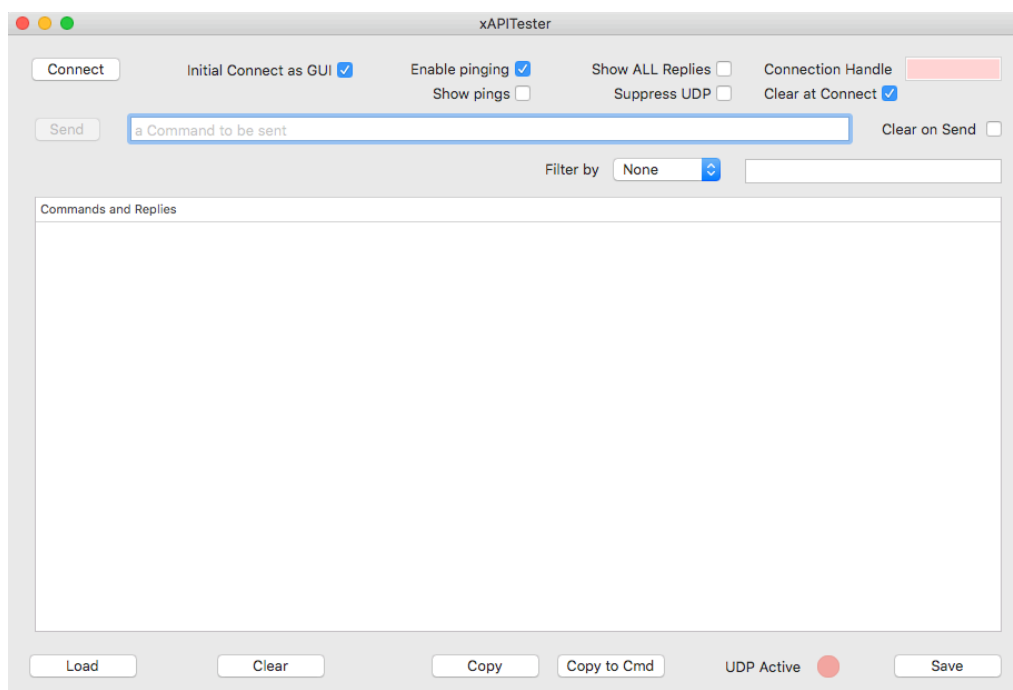 xAPITester
Connect Initial Connect as GUI Enable pinging Show ALL Replies Connection Handle
Show pings Suppress UDP Clear at Connect
Send a Command to be sent Clear on Send
Filter by None
Commands and Replies
Load Clear Copy Copy to Cmd UDP Active Save